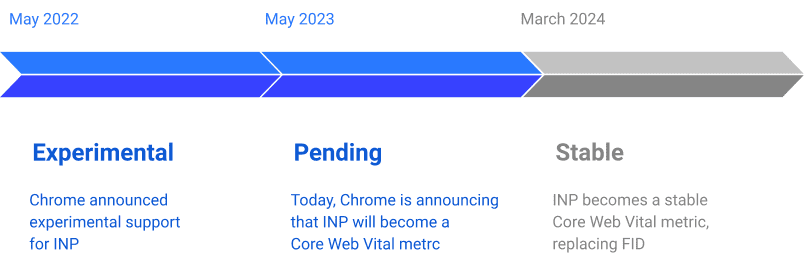 May 2022
May 2023
March 2024
Experimental
Pending
Stable
Chrome announced
experimental support
for INP
Today, Chrome is announcing
that INP will become a
Core Web Vital metrc
INP becomes a stable
Core Web Vital metric,
replacing FID